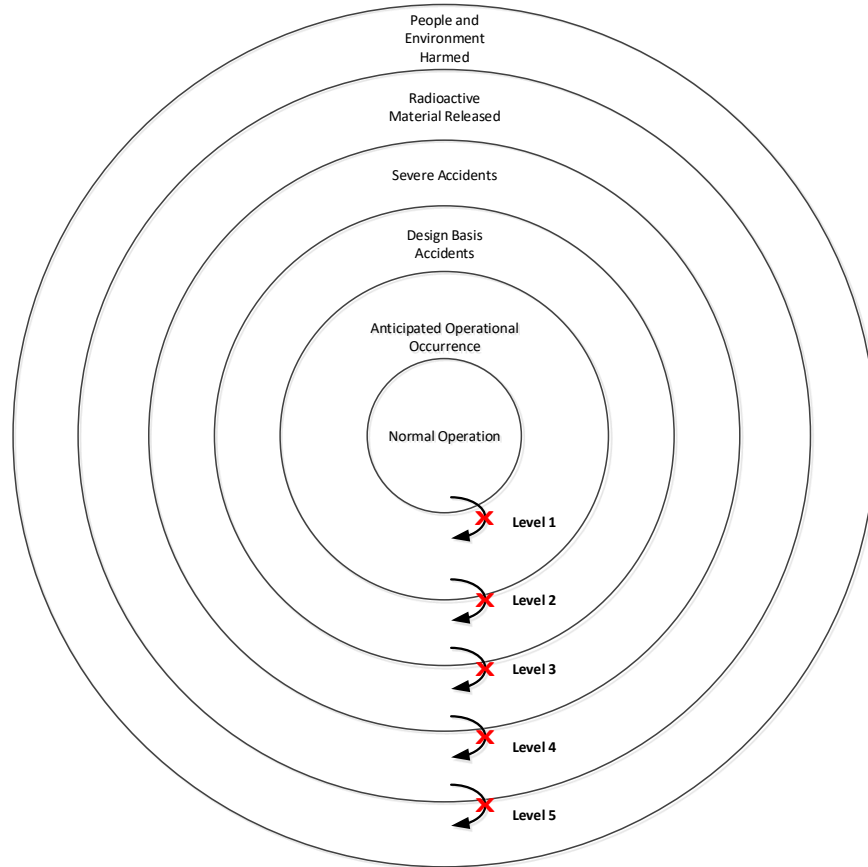 People and
Environment
Harmed
Radioactive
Material Released
Severe Accidents
Design Basis
Accidents
Anticipated Operational
Occurrence
Normal Operation
Level 1
Level 2
Level 3
Level 4
Level 5